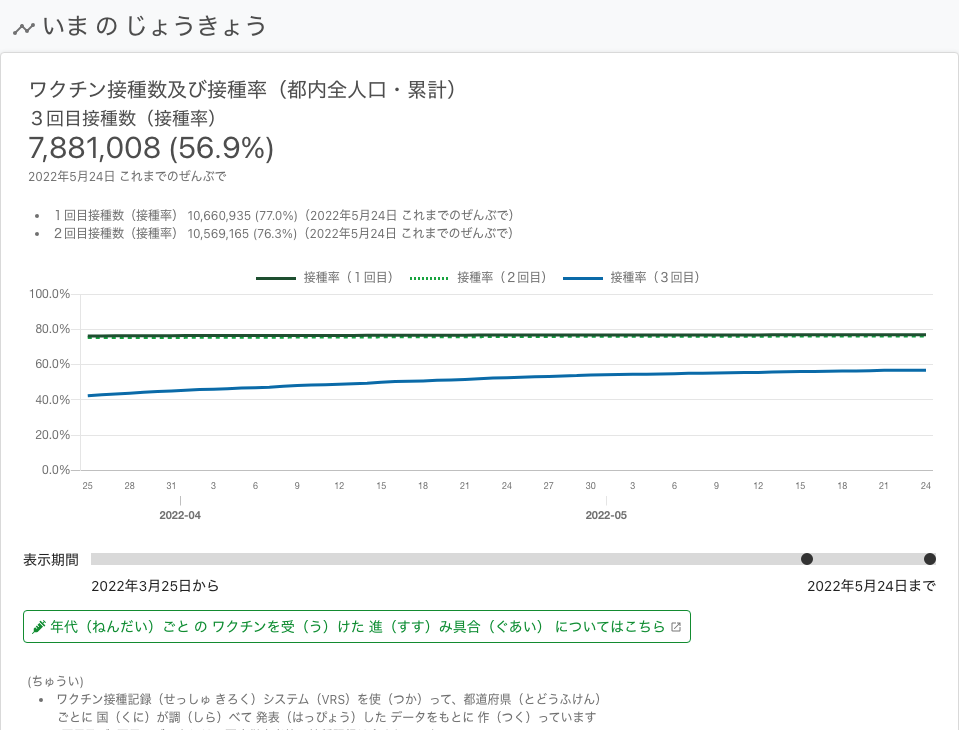 いま の じょうきょう
ワクチン接種数及び接種率（都内全人口・累計）
３回目接種数（接種率）
7,881,008 (56.9%)
2022年5月24日 これまでのぜんぶで
• １回目接種数（接種率） 10,660,935 (77.0%)（2022年5月24日 これまでのぜんぶで）
• ２回目接種数（接種率） 10,569,165 (76.3%)（2022年5月24日 これまでのぜんぶで）
接種率（１回目） 接種率（２回目） 接種率（３回目）
100.0%
80.0%
60.0%
40.0%
20.0%
0.0%
25 28 31 3 6 9 12 15 18 21 24 27 30 3 6 9 12 15 18 21 24
2022-04 2022-05
表示期間
2022年3月25日から 2022年5月24日まで
年代（ねんだい）ごと の ワクチンを受（う）けた 進（すす）み具合（ぐあい） についてはこちら
(ちゅうい)
• ワクチン接種記録（せっしゅ きろく）システム（VRS）を使（つか）って、都道府県（とどうふけん）
ごとに 国（くに）が調（しら）べて 発表（はっぴょう）した データをもとに 作（つく）っています